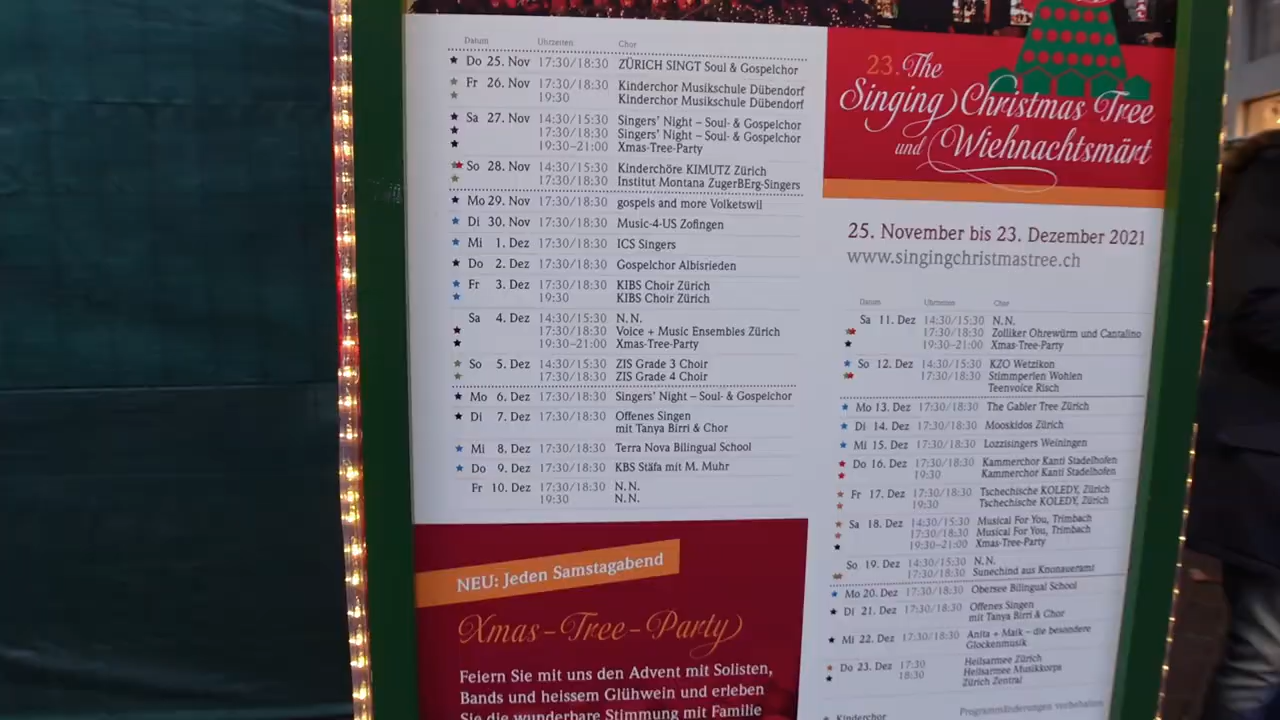 Datum Uhrzeiten Chor
Do 25. Nov 17:30/18:30 ZÜRICH SINGT Soul & Gospelchor
Fr 26. Nov 17:30/18:30 Kinderchor Musikschule Dübendorf
19:30 Kinderchor Musikschule Dübendorf
Sa 27. Nov 14:30/15:30 Singers' Night – Soul- & Gospelchor
17:30/18:30 Singers' Night – Soul- & Gospelchor
19:30–21:00 Xmas-Tree-Party
So 28. Nov 14:30/15:30 Kinderchöre KIMUTZ Zürich
17:30/18:30 Institut Montana ZugerBErg-Singers
Mo 29. Nov 17:30/18:30 gospels and more Volketswil
Di 30. Nov 17:30/18:30 Music-4-US Zofingen
Mi 1. Dez 17:30/18:30 ICS Singers
Do 2. Dez 17:30/18:30 Gospelchor Albisrieden
Fr 3. Dez 17:30/18:30 KIBS Choir Zürich
19:30 KIBS Choir Zürich
Sa 4. Dez 14:30/15:30 N.N.
17:30/18:30 Voice + Music Ensembles Zürich
19:30–21:00 Xmas-Tree-Party
So 5. Dez 14:30/15:30 ZIS Grade 3 Choir
17:30/18:30 ZIS Grade 4 Choir
Mo 6. Dez 17:30/18:30 Singers' Night – Soul- & Gospelchor
Di 7. Dez 17:30/18:30 Offenes Singen
mit Tanya Birri & Chor
Mi 8. Dez 17:30/18:30 Terra Nova Bilingual School
Do 9. Dez 17:30/18:30 KBS Stäfa mit M. Muhr
Fr 10. Dez 17:30/18:30 N.N.
19:30 N.N.
NEU: Jeden Samstagabend
Xmas-Tree-Party
Feiern Sie mit uns den Advent mit Solisten,
Bands und heissem Glühwein und erleben
Sie die wunderbare Stimmung mit Familie
23. The
Singing Christmas Tree
und Wiehnachtsmärt
25. November bis 23. Dezember 2021
www.singingchristmastree.ch
Datum Uhrzeiten Chor
Sa 11. Dez 14:30/15:30 N.N.
17:30/18:30 Zolliker Ohrewürm und Cantalino
19:30–21:00 Xmas-Tree-Party
So 12. Dez 14:30/15:30 KZO Wetzikon
17:30/18:30 Stimmperlen Wohlen
Teenvoice Risch
Mo 13. Dez 17:30/18:30 The Gabler Tree Zürich
Di 14. Dez 17:30/18:30 Mooskidos Zürich
Mi 15. Dez 17:30/18:30 Lozzisingers Weiningen
Do 16. Dez 17:30/18:30 Kammerchor Kanti Stadelhofen
19:30 Kammerchor Kanti Stadelhofen
Fr 17. Dez 17:30/18:30 Tschechische KOLEDY, Zürich
19:30 Tschechische KOLEDY, Zürich
Sa 18. Dez 14:30/15:30 Musical For You, Trimbach
17:30/18:30 Musical For You, Trimbach
19:30–21:00 Xmas-Tree-Party
So 19. Dez 14:30/15:30 N.N.
17:30/18:30 Sunechind aus Knonaueramt
Mo 20. Dez 17:30/18:30 Obersee Bilingual School
Di 21. Dez 17:30/18:30 Offenes Singen
mit Tanya Birri & Chor
Mi 22. Dez 17:30/18:30 Anita + Maik – die besondere
Glockenmusik
Do 23. Dez 17:30 Heilsarmee Zürich
18:30 Heilsarmee Musikkorps
Zürich Zentral
Kinderchor Programmänderungen vorbehalten